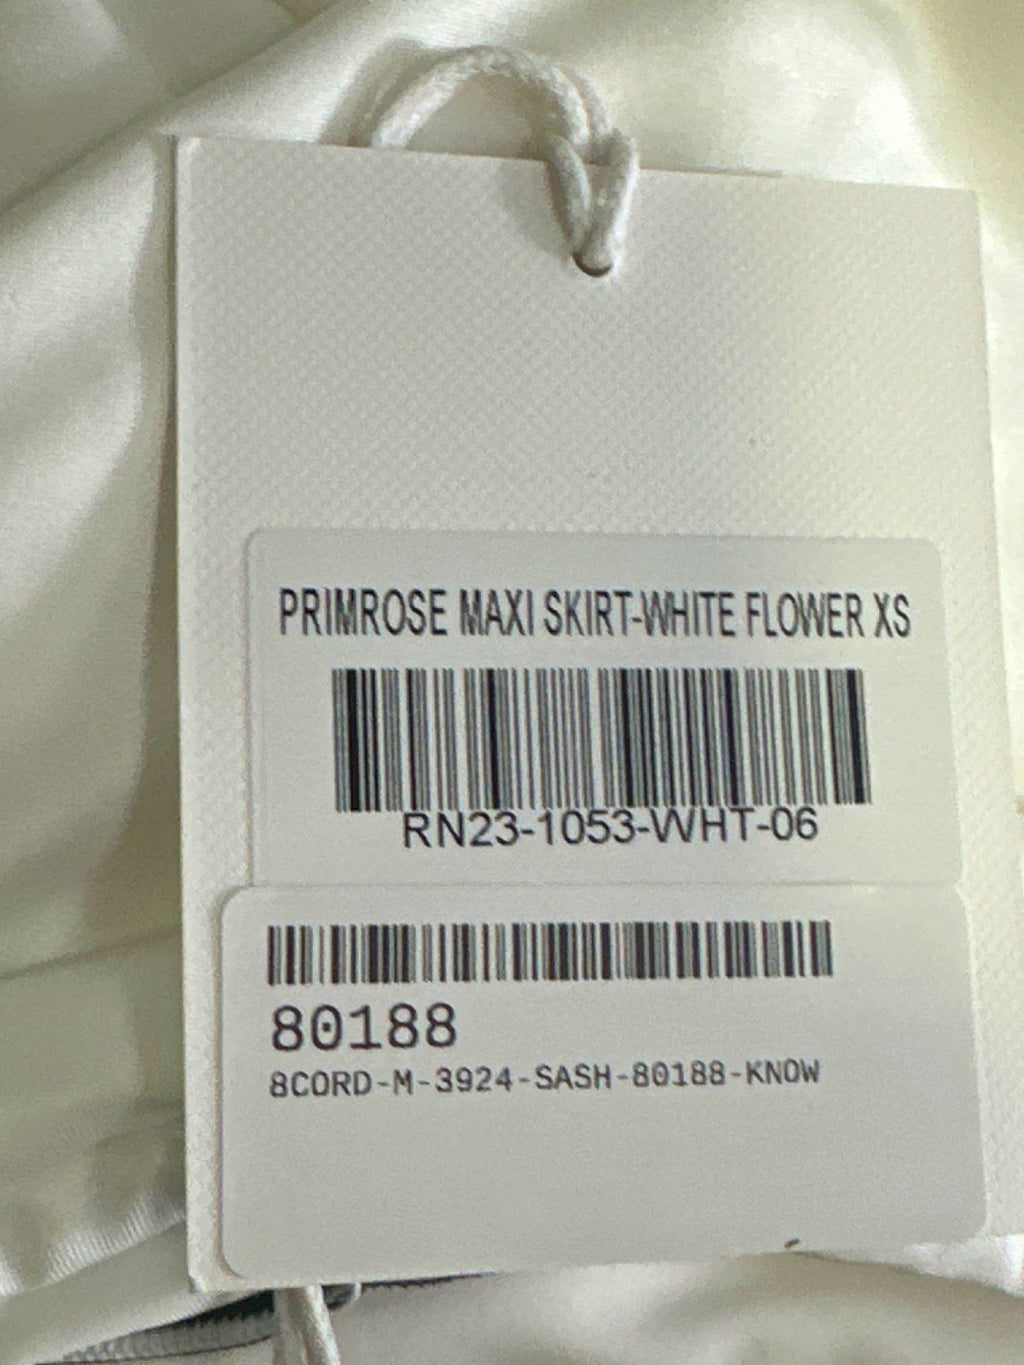 PRIMROSE MAXI SKIRT-WHITE FLOWER XS
RN23-1053-WHT-06
80188
8CORD-M-3924-SASH-80188-KNOW